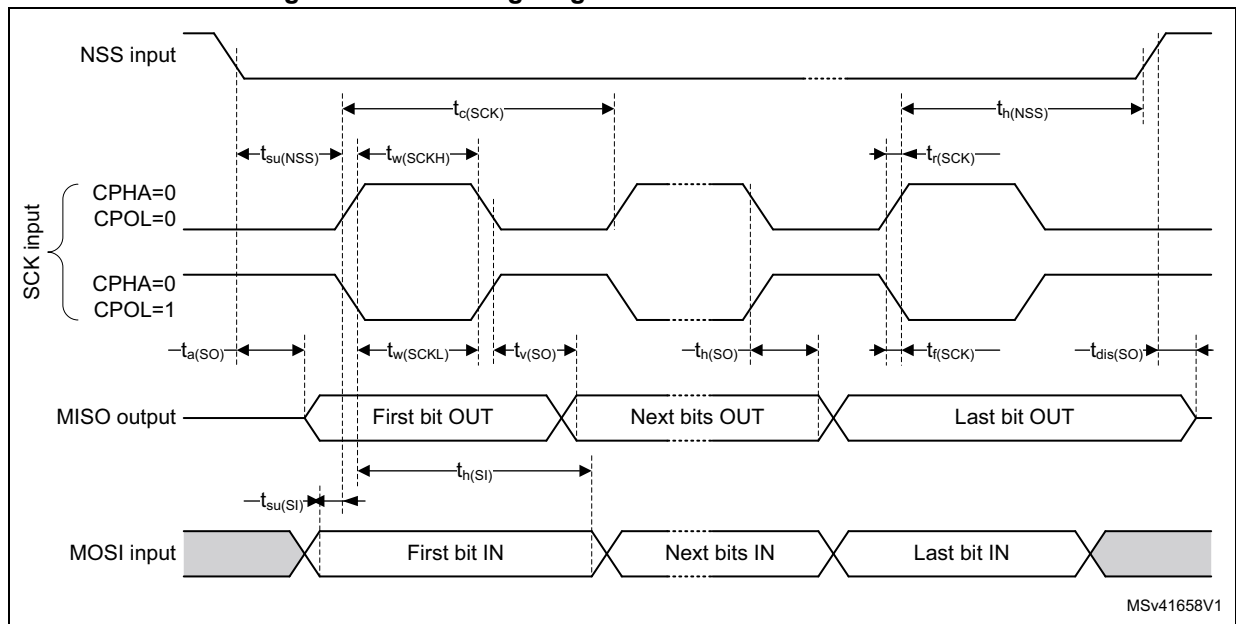 NSS input
tc(SCK)
th(NSS)
tsu(NSS)
tw(SCKH)
tr(SCK)
SCK input
CPHA=0
CPOL=0
CPHA=0
CPOL=1
ta(SO)
tw(SCKL)
tv(SO)
th(SO)
tf(SCK)
tdis(SO)
MISO output
First bit OUT
Next bits OUT
Last bit OUT
th(SI)
tsu(SI)
MOSI input
First bit IN
Next bits IN
Last bit IN
MSv41658V1